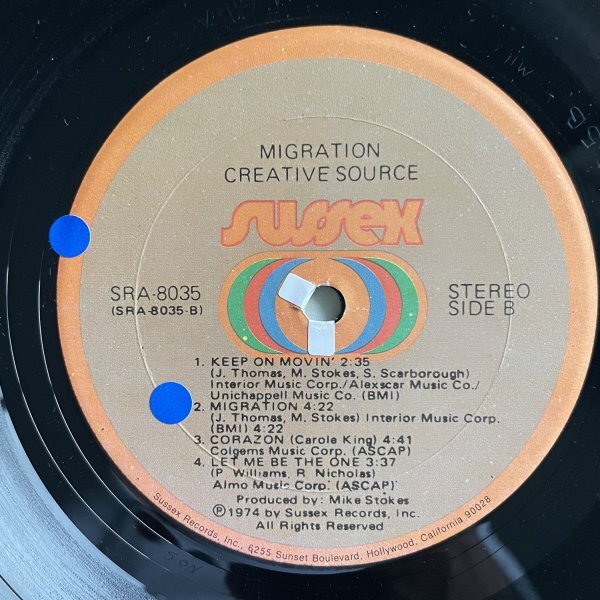 MIGRATION
CREATIVE SOURCE
sussex
SRA-8035
(SRA-8035-B)
STEREO
SIDE B
1. KEEP ON MOVIN' 2:35
(J. Thomas, M. Stokes, S. Scarborough)
Interior Music Corp./Alexscar Music Co./
Unichappell Music Co. (BMI)
2. MIGRATION 4:22
(J. Thomas, M. Stokes) Interior Music Corp.
(BMI) 4:22
3. CORAZON (Carole King) 4:41
Colgems Music Corp. (ASCAP)
4. LET ME BE THE ONE 3:37
(P. Williams, R. Nicholas)
Almo Music Corp. (ASCAP)
Produced by: Mike Stokes
℗1974 by Sussex Records, Inc.
All Rights Reserved
Sussex Records, Inc., 6255 Sunset Boulevard, Hollywood, California 90028